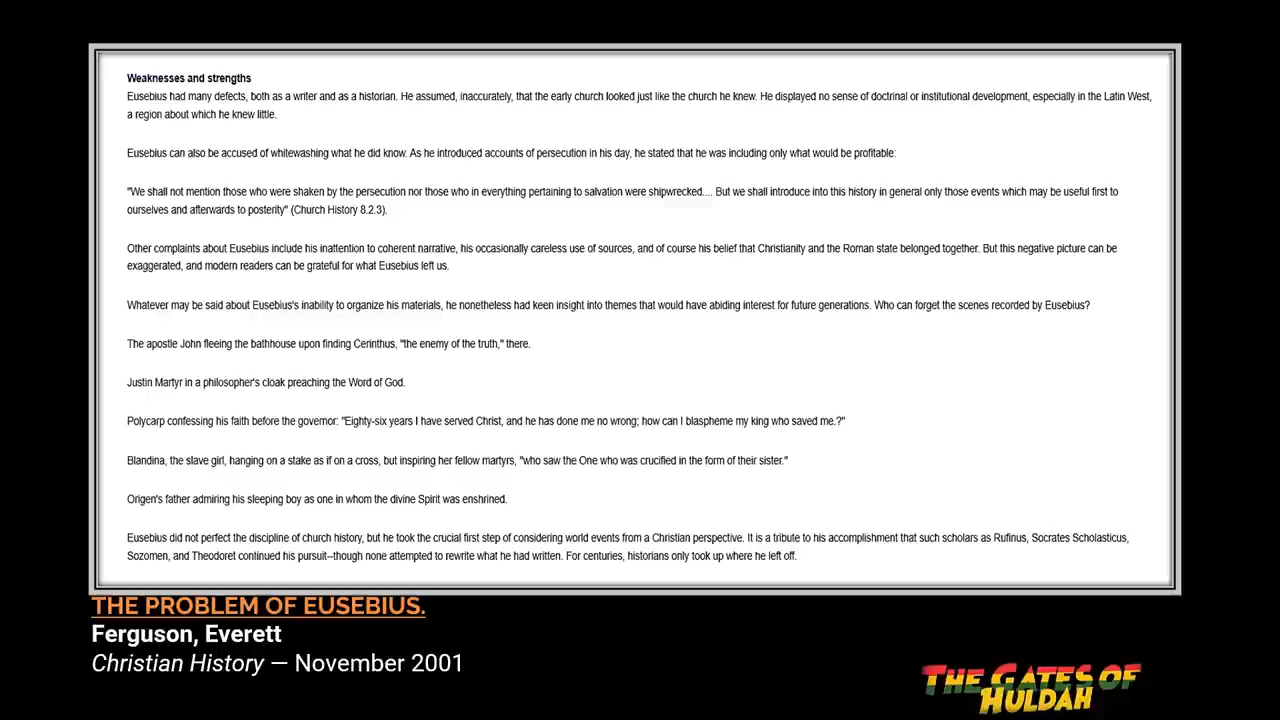 Weaknesses and strengths
Eusebius had many defects, both as a writer and as a historian. He assumed, inaccurately, that the early church looked just like the church he knew. He displayed no sense of doctrinal or institutional development, especially in the Latin West,
a region about which he knew little.
Eusebius can also be accused of whitewashing what he did know. As he introduced accounts of persecution in his day, he stated that he was including only what would be profitable:
"We shall not mention those who were shaken by the persecution nor those who in everything pertaining to salvation were shipwrecked.... But we shall introduce into this history in general only those events which may be useful first to
ourselves and afterwards to posterity" (Church History 8.2.3).
Other complaints about Eusebius include his inattention to coherent narrative, his occasionally careless use of sources, and of course his belief that Christianity and the Roman state belonged together. But this negative picture can be
exaggerated, and modern readers can be grateful for what Eusebius left us.
Whatever may be said about Eusebius's inability to organize his materials, he nonetheless had keen insight into themes that would have abiding interest for future generations. Who can forget the scenes recorded by Eusebius?
The apostle John fleeing the bathhouse upon finding Cerinthus, "the enemy of the truth," there.
Justin Martyr in a philosopher's cloak preaching the Word of God.
Polycarp confessing his faith before the governor: "Eighty-six years I have served Christ, and he has done me no wrong; how can I blaspheme my king who saved me.?"
Blandina, the slave girl, hanging on a stake as if on a cross, but inspiring her fellow martyrs, "who saw the One who was crucified in the form of their sister."
Origen's father admiring his sleeping boy as one in whom the divine Spirit was enshrined.
Eusebius did not perfect the discipline of church history, but he took the crucial first step of considering world events from a Christian perspective. It is a tribute to his accomplishment that such scholars as Rufinus, Socrates Scholasticus,
Sozomen, and Theodoret continued his pursuit--though none attempted to rewrite what he had written. For centuries, historians only took up where he left off.
THE PROBLEM OF EUSEBIUS.
Ferguson, Everett
Christian History — November 2001
THE GATES OF
HULDAH